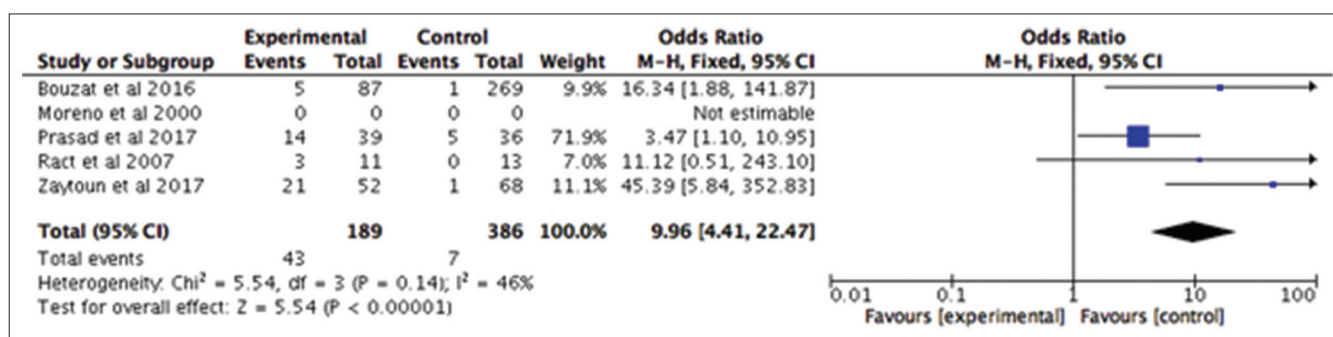 Experimental Control Odds Ratio Odds Ratio
Study or Subgroup Events Total Events Total Weight M-H, Fixed, 95% CI M-H, Fixed, 95% CI
Bouzat et al 2016 5 87 1 269 9.9% 16.34 [1.88, 141.87]
Moreno et al 2000 0 0 0 0 Not estimable
Prasad et al 2017 14 39 5 36 71.9% 3.47 [1.10, 10.95]
Ract et al 2007 3 11 0 13 7.0% 11.12 [0.51, 243.10]
Zaytoun et al 2017 21 52 1 68 11.1% 45.39 [5.84, 352.83]
Total (95% CI) 189 386 100.0% 9.96 [4.41, 22.47]
Total events 43 7
Heterogeneity: Chi² = 5.54, df = 3 (P = 0.14); I² = 46%
Test for overall effect: Z = 5.54 (P < 0.00001)
0.01 0.1 1 10 100
Favours [experimental] Favours [control]